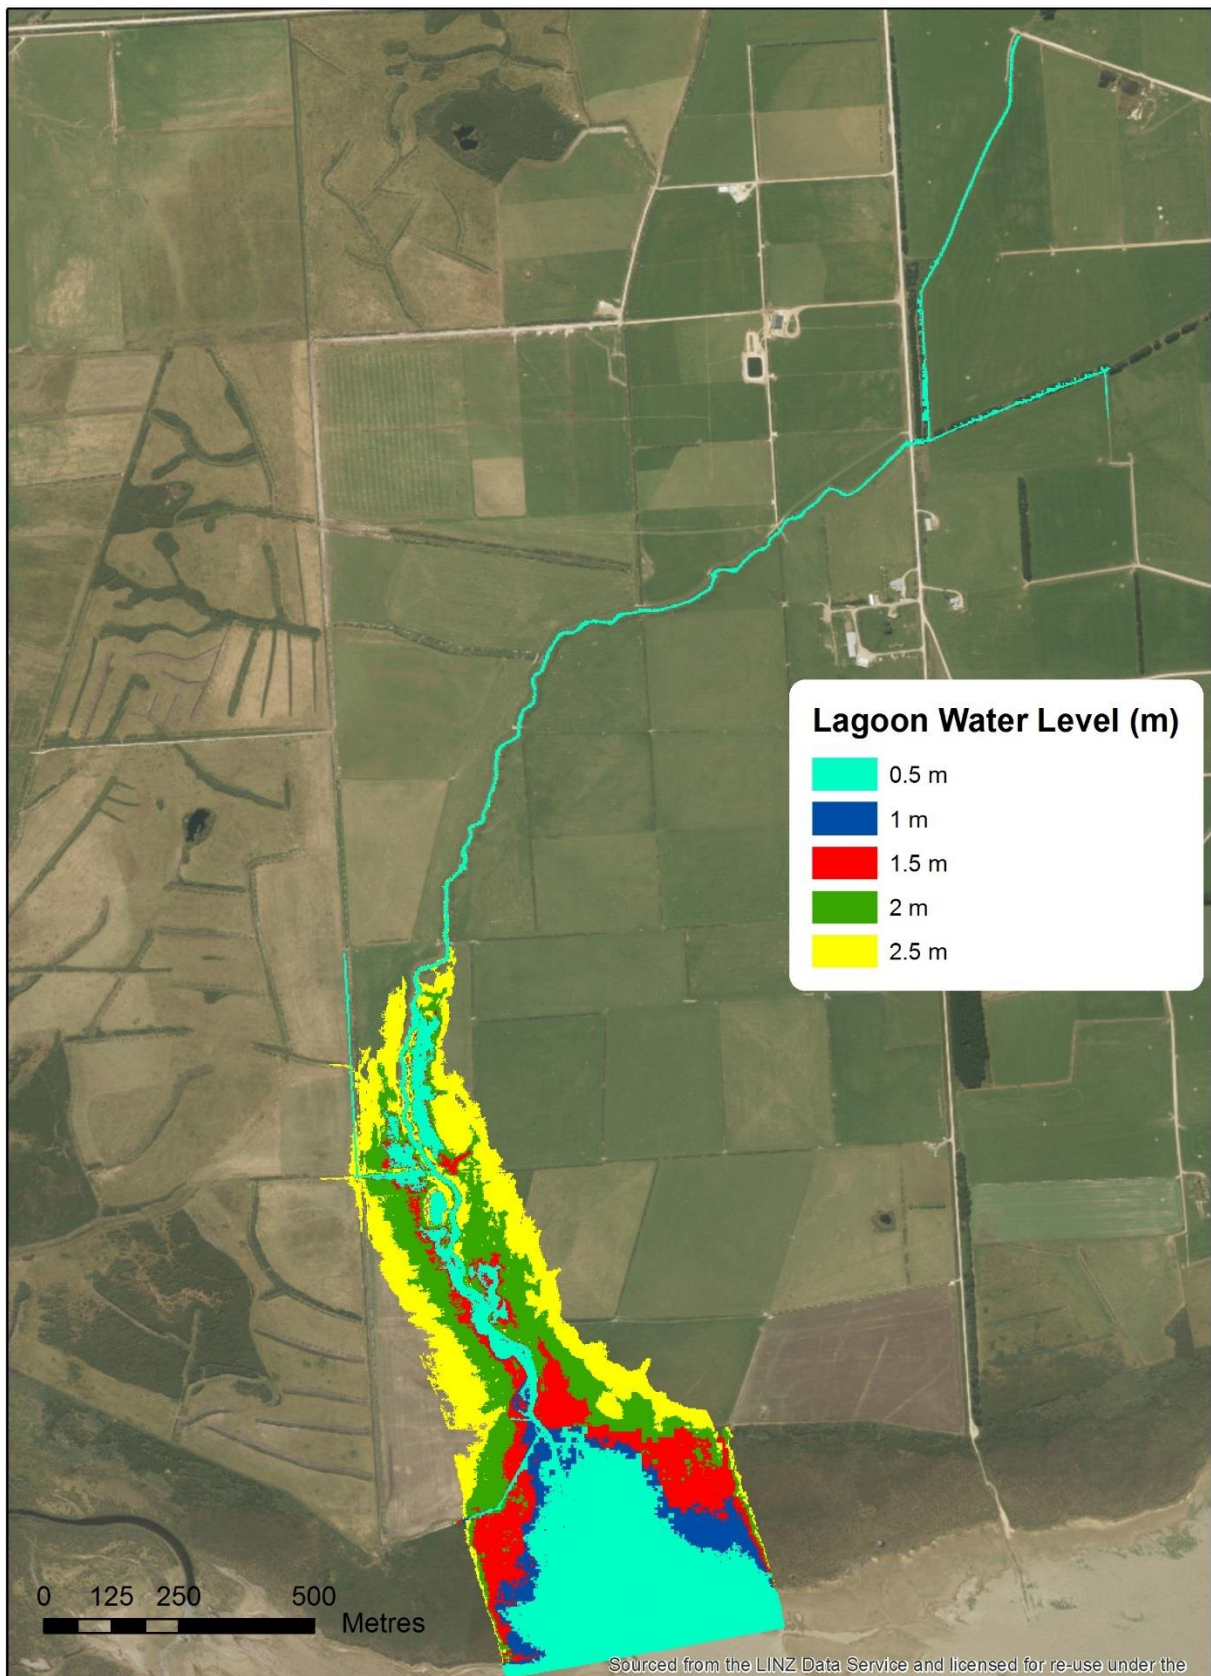 Lagoon Water Level (m)
0.5 m
1 m
1.5 m
2 m
2.5 m
0 125 250 500
Metres
Sourced from the LINZ Data Service and licensed for re-use under the